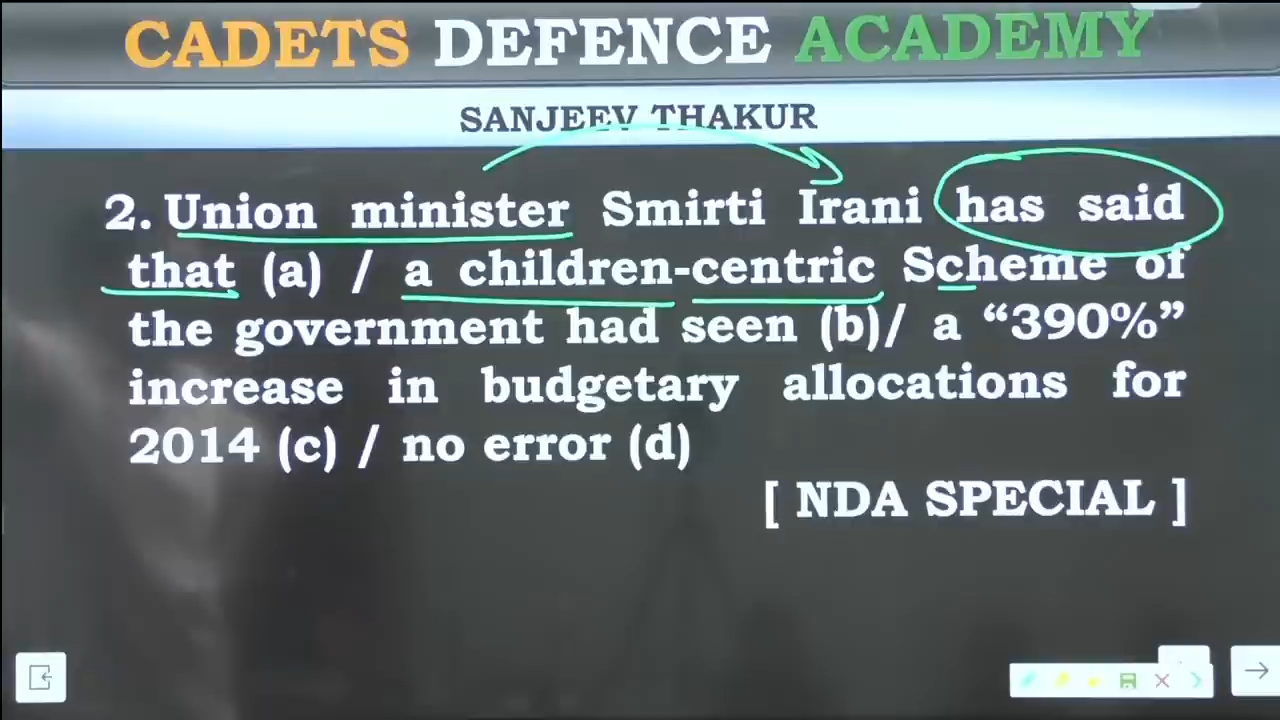 CADETS DEFENCE ACADEMY
SANJEEV THAKUR
2. Union minister Smirti Irani has said
that (a) / a children-centric Scheme of
the government had seen (b)/ a “390%”
increase in budgetary allocations for
2014 (c) / no error (d)
[ NDA SPECIAL ]